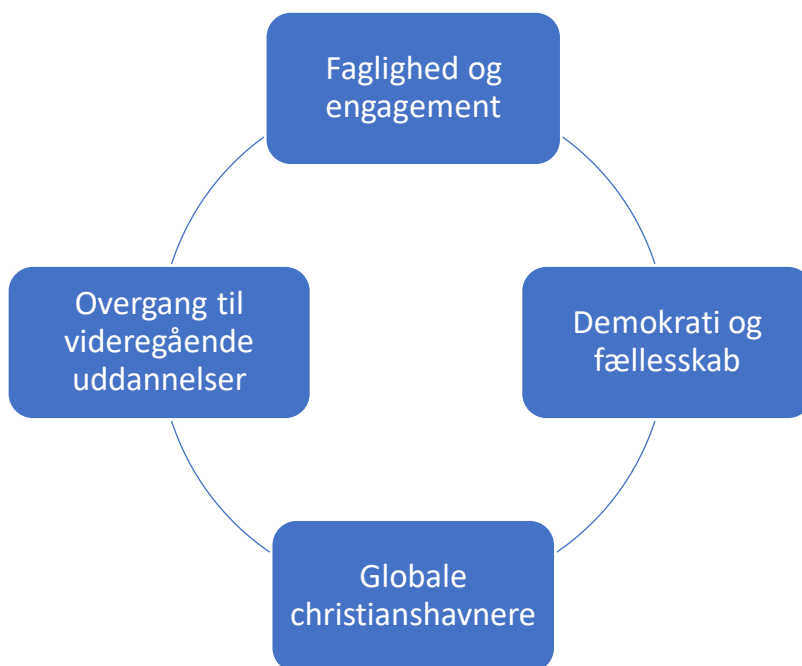 Faglighed og
engagement
Overgang til
videregående
uddannelser
Demokrati og
fællesskab
Globale
christianshavnere